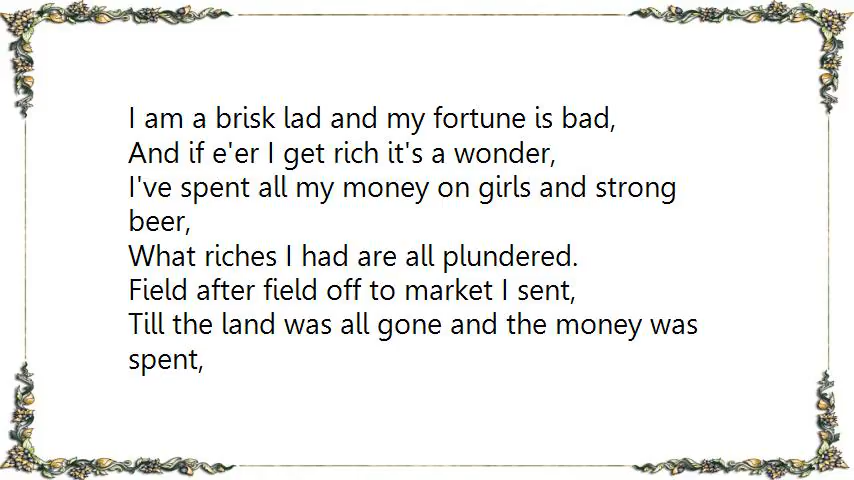 I am a brisk lad and my fortune is bad,
And if e'er I get rich it's a wonder,
I've spent all my money on girls and strong
beer,
What riches I had are all plundered.
Field after field off to market I sent,
Till the land was all gone and the money was
spent,